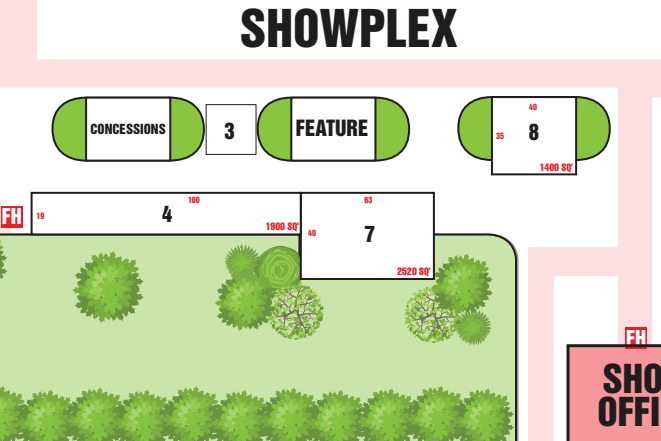 SHOWPLEX
CONCESSIONS
3
FEATURE
40
35
8
1400 SQ'
FH
19
100
4
1900 SQ'
63
40
7
2520 SQ'
FH
SHO
OFFI